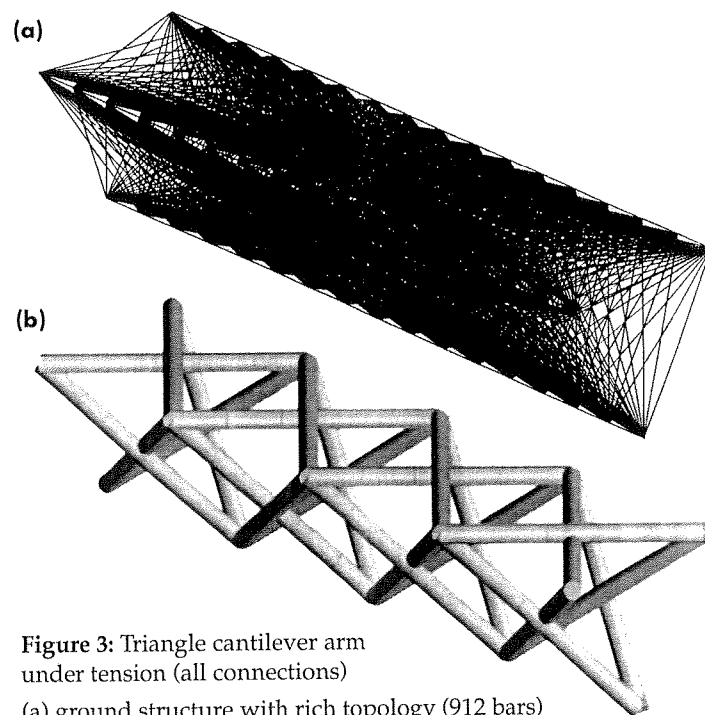 (a)
(b)
Figure 3: Triangle cantilever arm
under tension (all connections)
(a) ground structure with rich topology (912 bars)